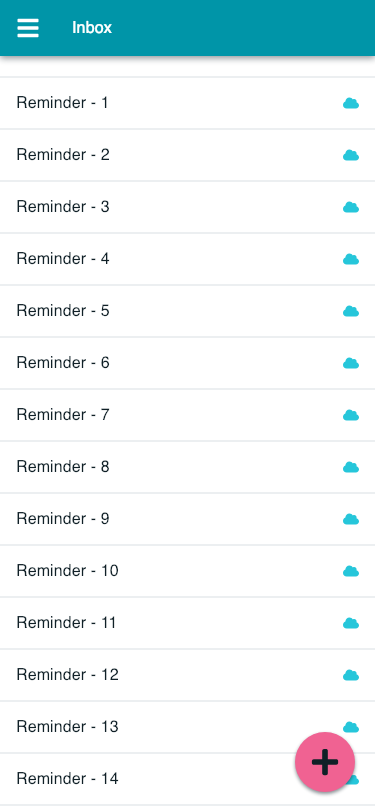 Inbox
Reminder - 1
Reminder - 2
Reminder - 3
Reminder - 4
Reminder - 5
Reminder - 6
Reminder - 7
Reminder - 8
Reminder - 9
Reminder - 10
Reminder - 11
Reminder - 12
Reminder - 13
Reminder - 14